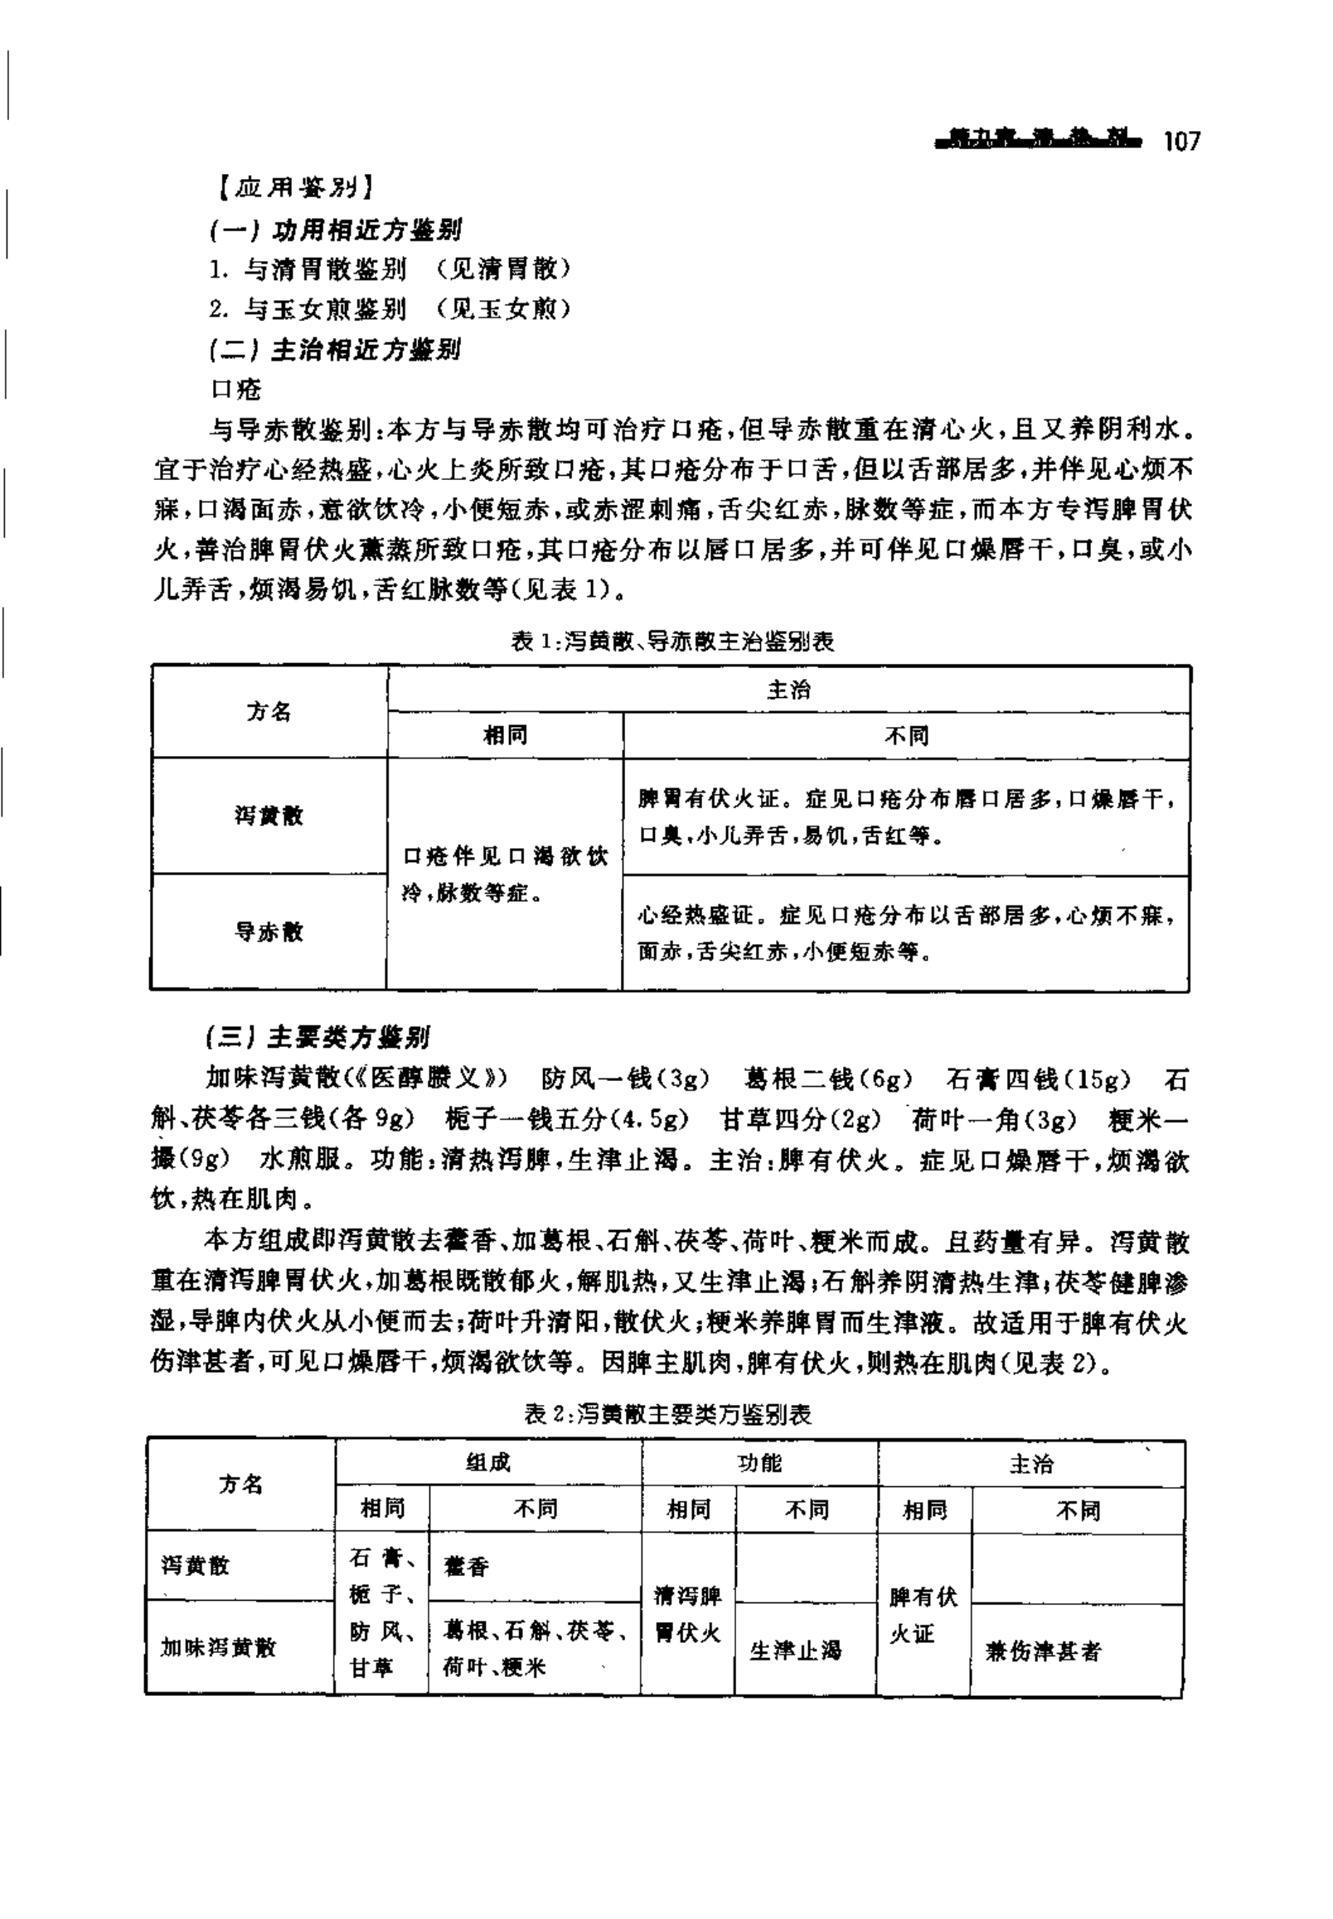 第九章 清 热 剂 107
【应用鉴别】
(一) 功用相近方鉴别
1. 与清胃散鉴别 (见清胃散)
2. 与玉女煎鉴别 (见玉女煎)
(二) 主治相近方鉴别
口疮
与导赤散鉴别:本方与导赤散均可治疗口疮,但导赤散重在清心火,且又养阴利水。
宜于治疗心经热盛,心火上炎所致口疮,其口疮分布于口舌,但以舌部居多,并伴见心烦不
寐,口渴面赤,意欲饮冷,小便短赤,或赤涩刺痛,舌尖红赤,脉数等症,而本方专泻脾胃伏
火,善治脾胃伏火薰蒸所致口疮,其口疮分布以唇口居多,并可伴见口燥唇干,口臭,或小
儿弄舌,烦渴易饥,舌红脉数等(见表 1)。
表 1:泻黄散、导赤散主治鉴别表
方名
主治
相同
不同
泻黄散
口疮伴见口渴欲饮
冷,脉数等症。
脾胃有伏火证。症见口疮分布唇口居多,口燥唇干,
口臭,小儿弄舌,易饥,舌红等。
导赤散
心经热盛证。症见口疮分布以舌部居多,心烦不寐,
面赤,舌尖红赤,小便短赤等。
(三) 主要类方鉴别
加味泻黄散(《医醇賸义》) 防风一钱(3g) 葛根二钱(6g) 石膏四钱(15g) 石
斛、茯苓各三钱(各 9g) 栀子一钱五分(4.5g) 甘草四分(2g) 荷叶一角(3g) 粳米一
撮(9g) 水煎服。功能:清热泻脾,生津止渴。主治:脾有伏火。症见口燥唇干,烦渴欲
饮,热在肌肉。
本方组成即泻黄散去藿香、加葛根、石斛、茯苓、荷叶、粳米而成。且药量有异。泻黄散
重在清泻脾胃伏火,加葛根既散郁火,解肌热,又生津止渴;石斛养阴清热生津;茯苓健脾渗
湿,导脾内伏火从小便而去;荷叶升清阳,散伏火;粳米养脾胃而生津液。故适用于脾有伏火
伤津甚者,可见口燥唇干,烦渴欲饮等。因脾主肌肉,脾有伏火,则热在肌肉(见表 2)。
表 2:泻黄散主要类方鉴别表
方名
组成
功能
主治
相同
不同
相同
不同
相同
不同
泻黄散
石膏、
栀子、
防风、
甘草
藿香
清泻脾
胃伏火
脾有伏
火证
加味泻黄散
葛根、石斛、茯苓、
荷叶、粳米
生津止渴
兼伤津甚者